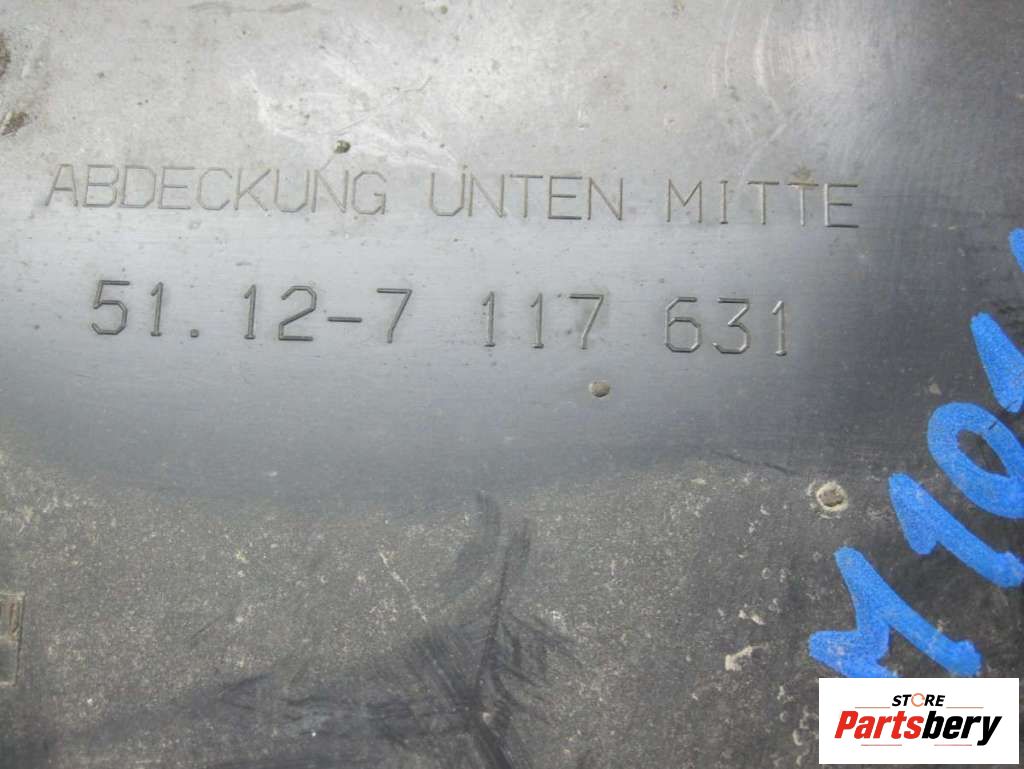 ABDECKUNG UNTEN MITTE
51.12-7 117 631
STORE
Partsbery